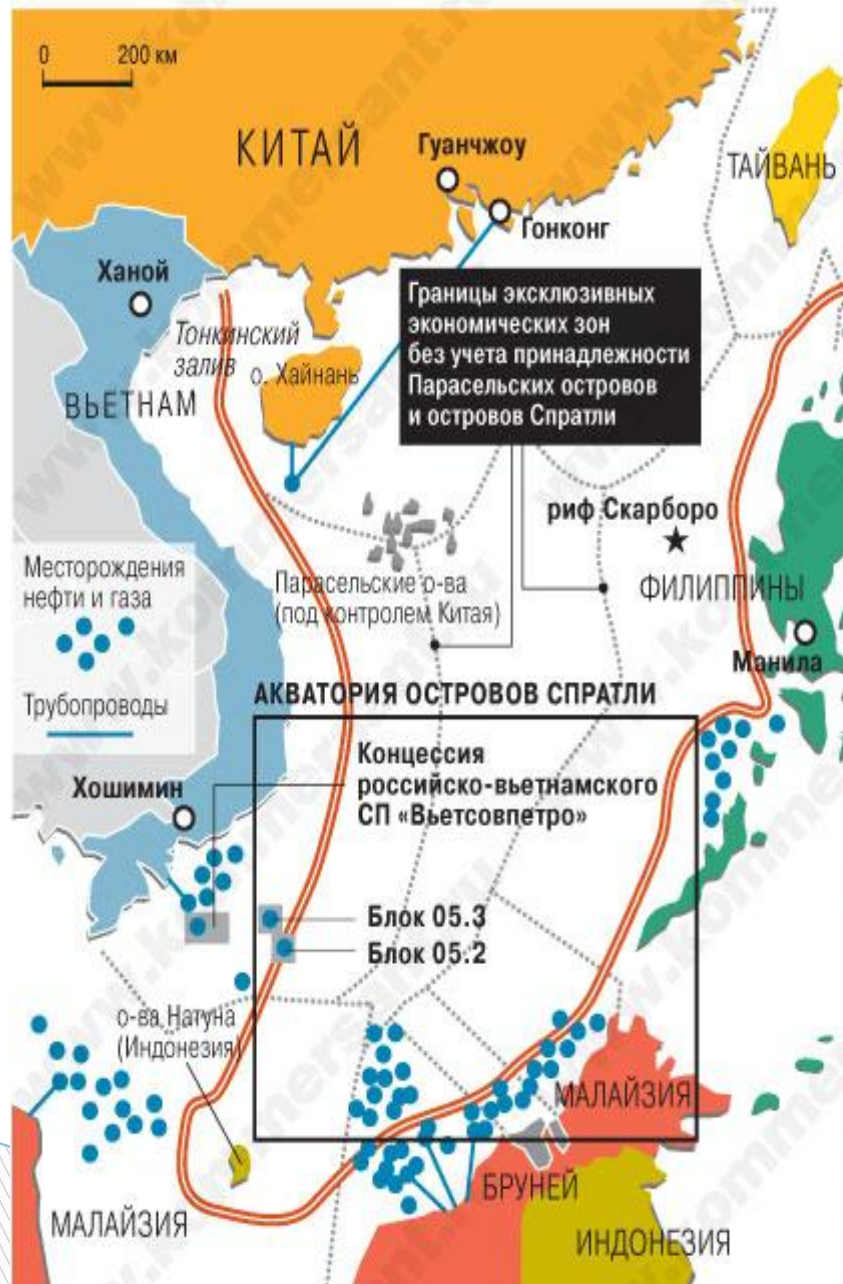 0 200 км
КИТАЙ
Гуанчжоу
ТАЙВАНЬ
Гонконг
Ханой
Границы эксклюзивных
экономических зон
без учета принадлежности
Парасельских островов
и островов Спратли
Тонкинский
залив
о. Хайнань
ВЬЕТНАМ
риф Скарборо
Месторождения
нефти и газа
Парасельские о-ва
(под контролем Китая)
ФИЛИППИНЫ
Манила
Трубопроводы
АКВАТОРИЯ ОСТРОВОВ СПРАТЛИ
Концессия
российско-вьетнамского
СП «Вьетсовпетро»
Хошимин
Блок 05.3
Блок 05.2
о-ва Натуна
(Индонезия)
МАЛАЙЗИЯ
БРУНЕЙ
МАЛАЙЗИЯ
ИНДОНЕЗИЯ